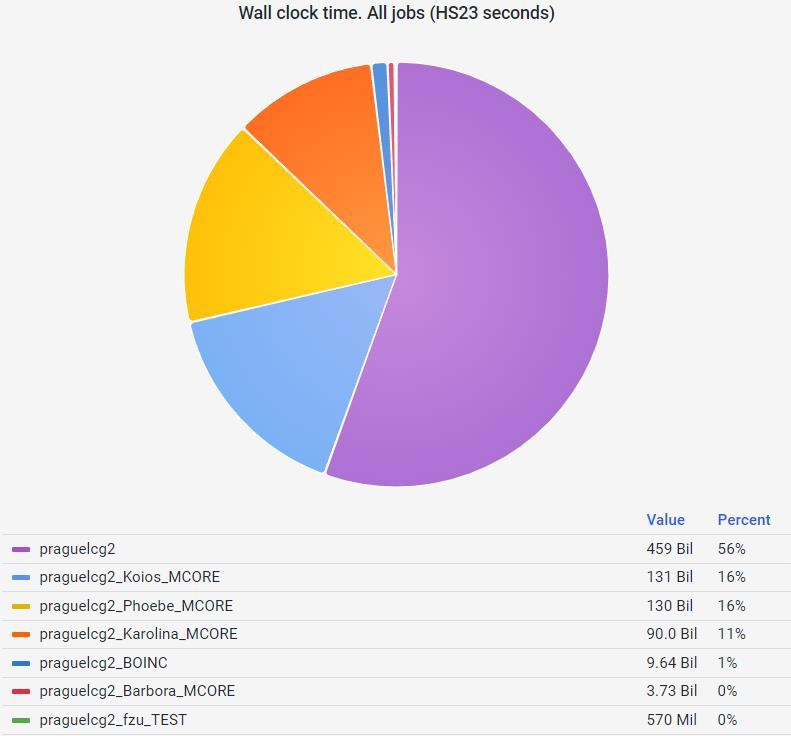 Wall clock time. All jobs (HS23 seconds)
Value Percent
praguelcg2 459 Bil 56%
praguelcg2_Koios_MCORE 131 Bil 16%
praguelcg2_Phoebe_MCORE 130 Bil 16%
praguelcg2_Karolina_MCORE 90.0 Bil 11%
praguelcg2_BOINC 9.64 Bil 1%
praguelcg2_Barbora_MCORE 3.73 Bil 0%
praguelcg2_fzu_TEST 570 Mil 0%